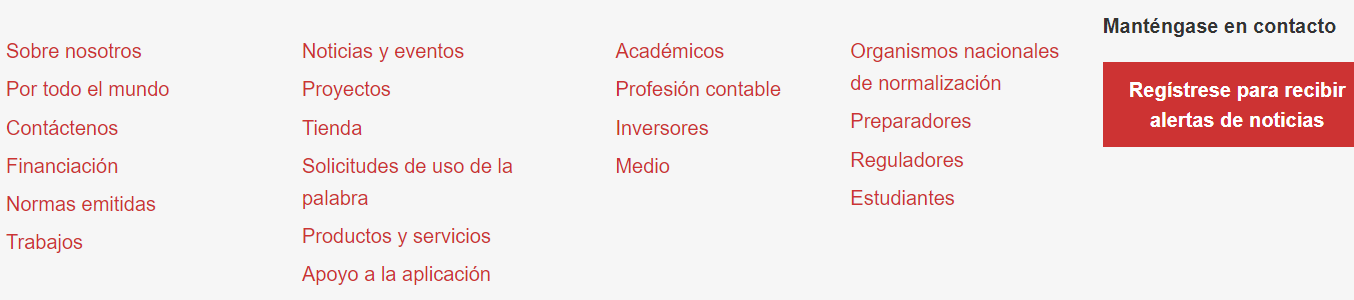 Sobre nosotros
Por todo el mundo
Contáctenos
Financiación
Normas emitidas
Trabajos
Noticias y eventos
Proyectos
Tienda
Solicitudes de uso de la
palabra
Productos y servicios
Apoyo a la aplicación
Académicos
Profesión contable
Inversores
Medio
Organismos nacionales
de normalización
Preparadores
Reguladores
Estudiantes
Manténgase en contacto
Regístrese para recibir
alertas de noticias